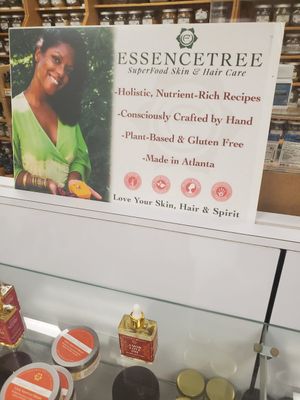 ESSENCETREE
SuperFood Skin & Hair Care
-Holistic, Nutrient-Rich Recipes
-Consciously Crafted by Hand
-Plant-Based & Gluten Free
-Made in Atlanta
Love Your Skin, Hair & Spirit